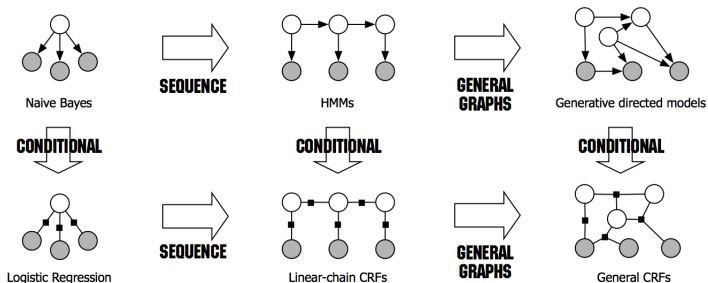 SEQUENCE
GENERAL
GRAPHS
Naive Bayes
HMMs
Generative directed models
CONDITIONAL
CONDITIONAL
CONDITIONAL
SEQUENCE
GENERAL
GRAPHS
Logistic Regression
Linear-chain CRFs
General CRFs